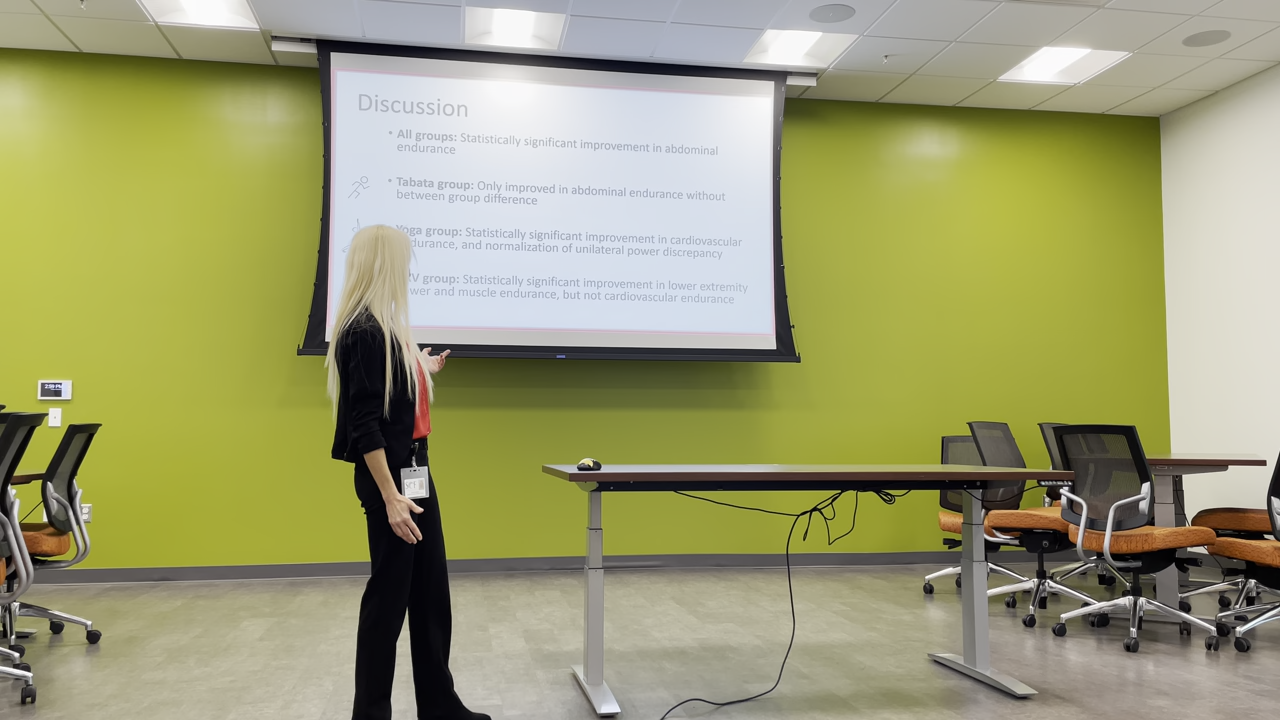 Discussion
• All groups: Statistically significant improvement in abdominal
endurance
• Tabata group: Only improved in abdominal endurance without
between group difference
Yoga group: Statistically significant improvement in cardiovascular
durance, and normalization of unilateral power discrepancy
V group: Statistically significant improvement in lower extremity
wer and muscle endurance, but not cardiovascular endurance